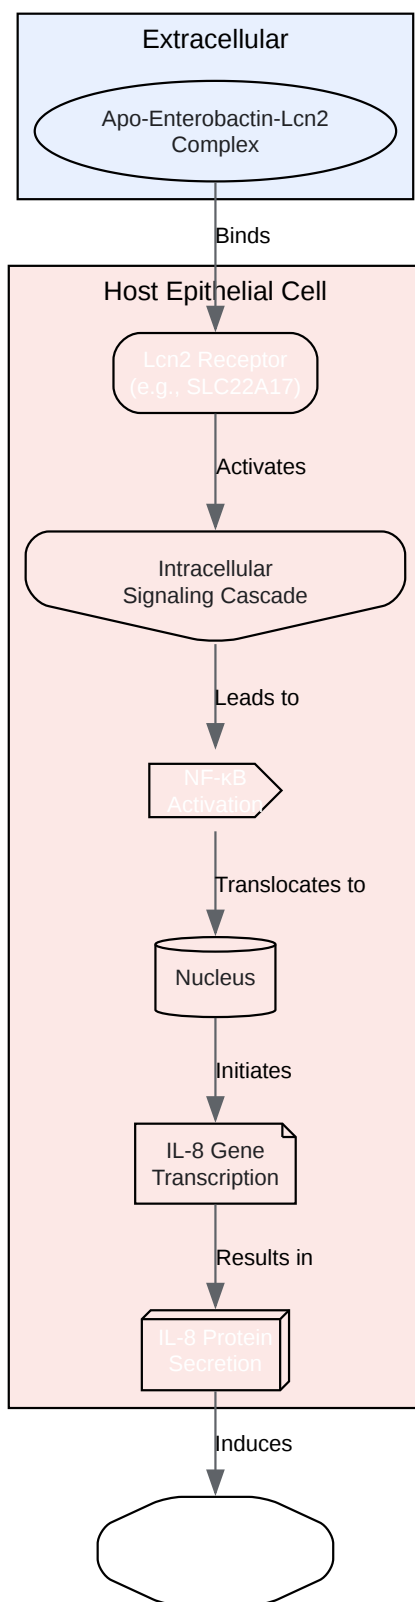 Extracellular
Apo-Enterobactin-Lcn2
Complex
Binds
Host Epithelial Cell
Lcn2 Receptor
(e.g., SLC22A17)
Activates
Intracellular
Signaling Cascade
Leads to
NF-κB
Activation
Translocates to
Nucleus
Initiates
IL-8 Gene
Transcription
Results in
IL-8 Protein
Secretion
Induces